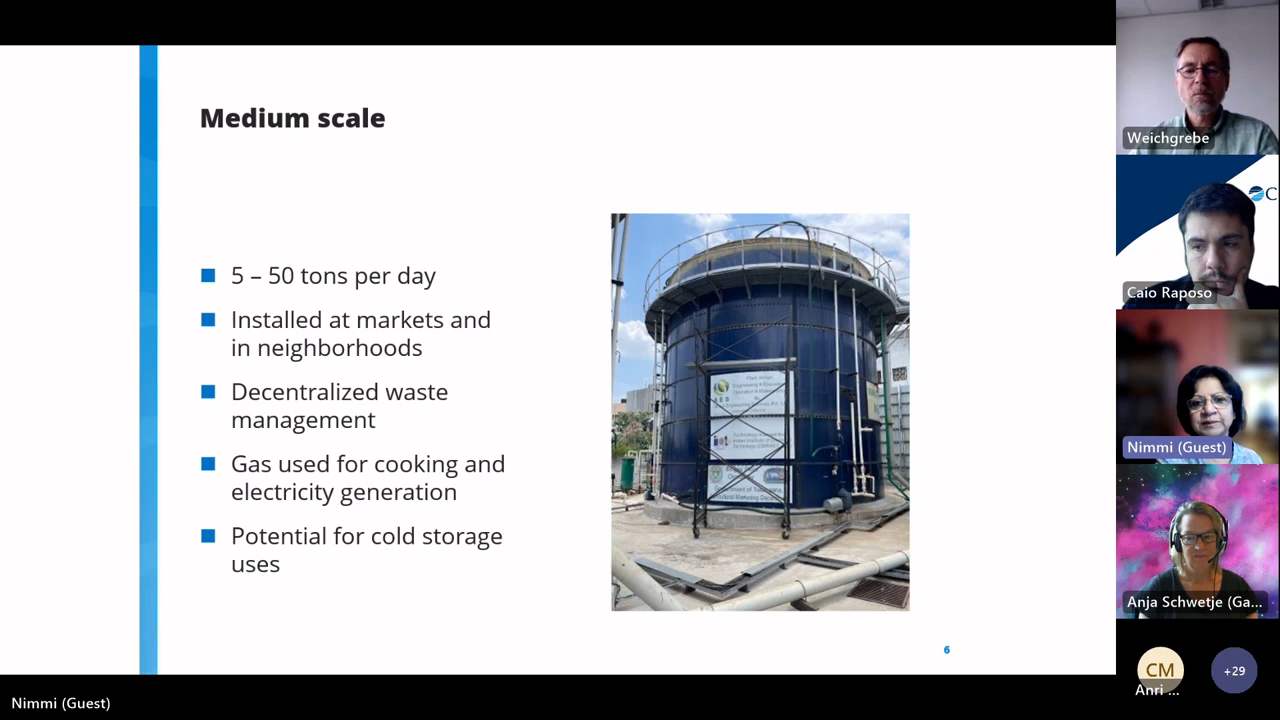 Medium scale
5 – 50 tons per day
Installed at markets and
in neighborhoods
Decentralized waste
management
Gas used for cooking and
electricity generation
Potential for cold storage
uses
6
Weichgrebe
C
Caio Raposo
Nimmi (Guest)
Anja Schwetje (Ga...
CM
Anri ...
+29
Nimmi (Guest)